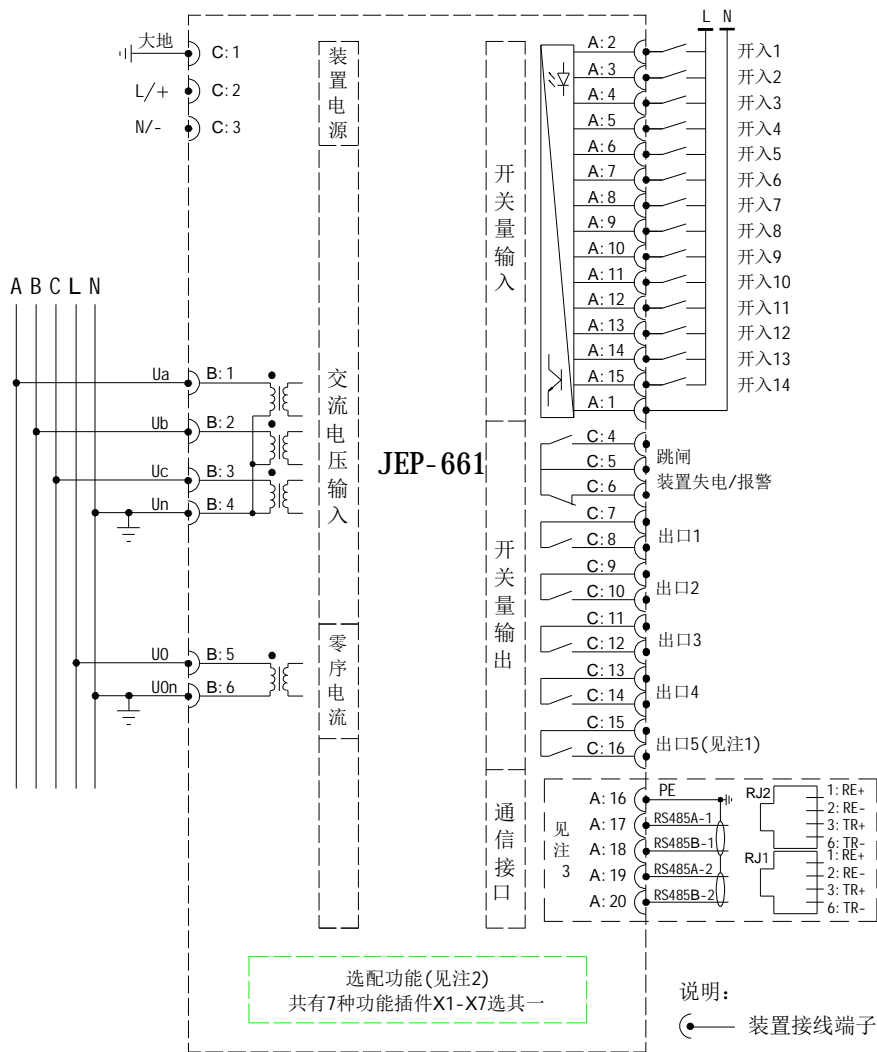 大地
C:1
L/+
C:2
N/-
C:3
装置电源
A B C L N
Ua
B:1
Ub
B:2
Uc
B:3
Un
B:4
交流电压输入
U0
B:5
U0n
B:6
零序电流
JEP-661
L N
开关量输入
A:2
开入1
A:3
开入2
A:4
开入3
A:5
开入4
A:6
开入5
A:7
开入6
A:8
开入7
A:9
开入8
A:10
开入9
A:11
开入10
A:12
开入11
A:13
开入12
A:14
开入13
A:15
开入14
A:1
开关量输出
C:4
跳闸
C:5
装置失电/报警
C:6
C:7
出口1
C:8
C:9
出口2
C:10
C:11
出口3
C:12
C:13
出口4
C:14
C:15
出口5(见注1)
C:16
通信接口
见注3
A:16
PE
A:17
RS485A-1
A:18
RS485B-1
A:19
RS485A-2
A:20
RS485B-2
RJ2
1:RE+
2:RE-
3:TR+
6:TR-
RJ1
1:RE+
2:RE-
3:TR+
6:TR-
选配功能(见注2)
共有7种功能插件X1-X7选其一
说明:
装置接线端子